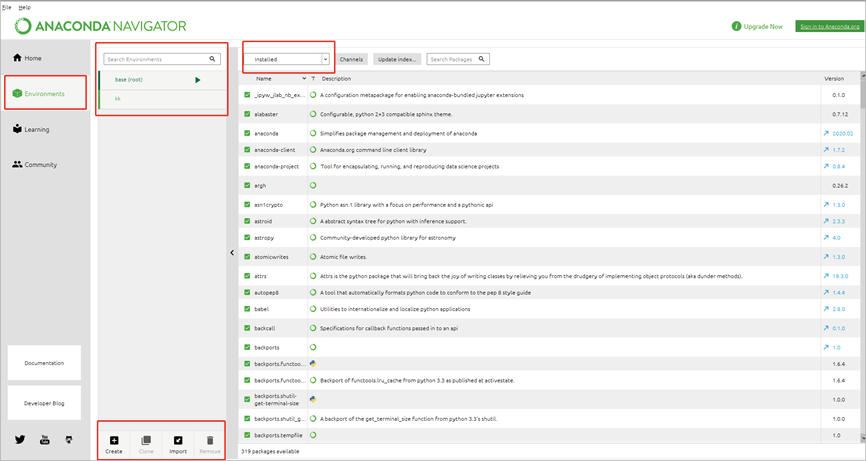 File Help
ANACONDA NAVIGATOR
Upgrade Now
Sign in to Anaconda.org
Home
Environments
Learning
Community
Documentation
Developer Blog
Search Environments
base (root)
kk
Create
Clone
Import
Remove
Installed
Channels
Update index...
Search Packages
Name T Description Version
_ipyw_jlab_nb_ex... A configuration metapackage for enabling anaconda-bundled jupyter extensions 0.1.0
alabaster Configurable, python 2+3 compatible sphinx theme. 0.7.12
anaconda Simplifies package management and deployment of anaconda 2020.02
anaconda-client Anaconda.org command line client library 1.7.2
anaconda-project Tool for encapsulating, running, and reproducing data science projects 0.8.4
argh 0.26.2
asn1crypto Python asn.1 library with a focus on performance and a pythonic api 1.3.0
astroid A abstract syntax tree for python with inference support. 2.3.3
astropy Community-developed python library for astronomy 4.0
atomicwrites Atomic file writes. 1.3.0
attrs Attrs is the python package that will bring back the joy of writing classes by relieving you from the drudgery of implementing object protocols (aka dunder methods). 19.3.0
autopep8 A tool that automatically formats python code to conform to the pep 8 style guide 1.4.4
babel Utilities to internationalize and localize python applications 2.8.0
backcall Specifications for callback functions passed in to an api 0.1.0
backports 1.0
backports.functoo... 1.6.4
backports.functoo... Backport of functools.lru_cache from python 3.3 as published at activestate. 1.6.4
backports.shutil-
get-terminal-size 1.0.0
backports.shutil_g... A backport of the get_terminal_size function from python 3.3's shutil. 1.0.0
backports.tempfile 1.0
319 packages available